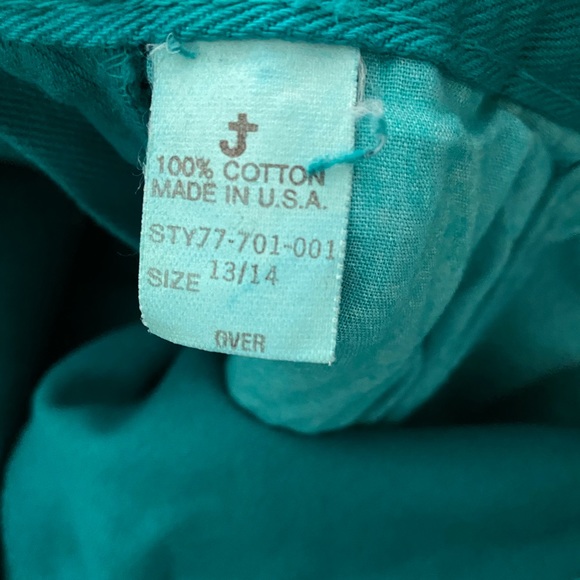 100% COTTON
MADE IN U.S.A.
STY77-701-001
SIZE 13/14
OVER